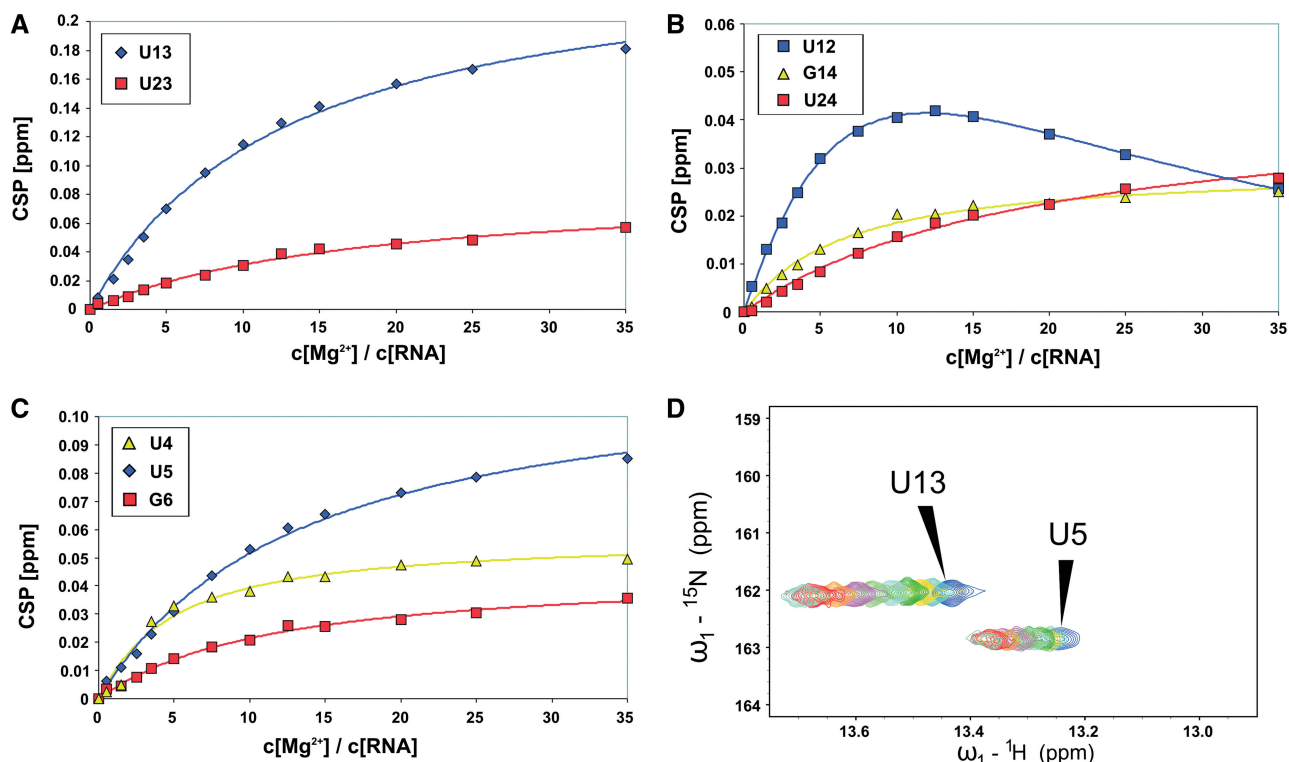 A
CSP [ppm]
0.2
0.18
0.16
0.14
0.12
0.10
0.08
0.06
0.04
0.02
0
U13
U23
0 5 10 15 20 25 30 35
c[Mg²⁺] / c[RNA]
B
CSP [ppm]
0.06
0.05
0.04
0.03
0.02
0.01
0
U12
G14
U24
0 5 10 15 20 25 30 35
c[Mg²⁺] / c[RNA]
C
CSP [ppm]
0.10
0.09
0.08
0.07
0.06
0.05
0.04
0.03
0.02
0.01
0
U4
U5
G6
0 5 10 15 20 25 30 35
c[Mg²⁺] / c[RNA]
D
ω₁ - ¹⁵N (ppm)
159
160
161
162
163
164
U13
U5
13.6 13.4 13.2 13.0
ω₁ - ¹H (ppm)